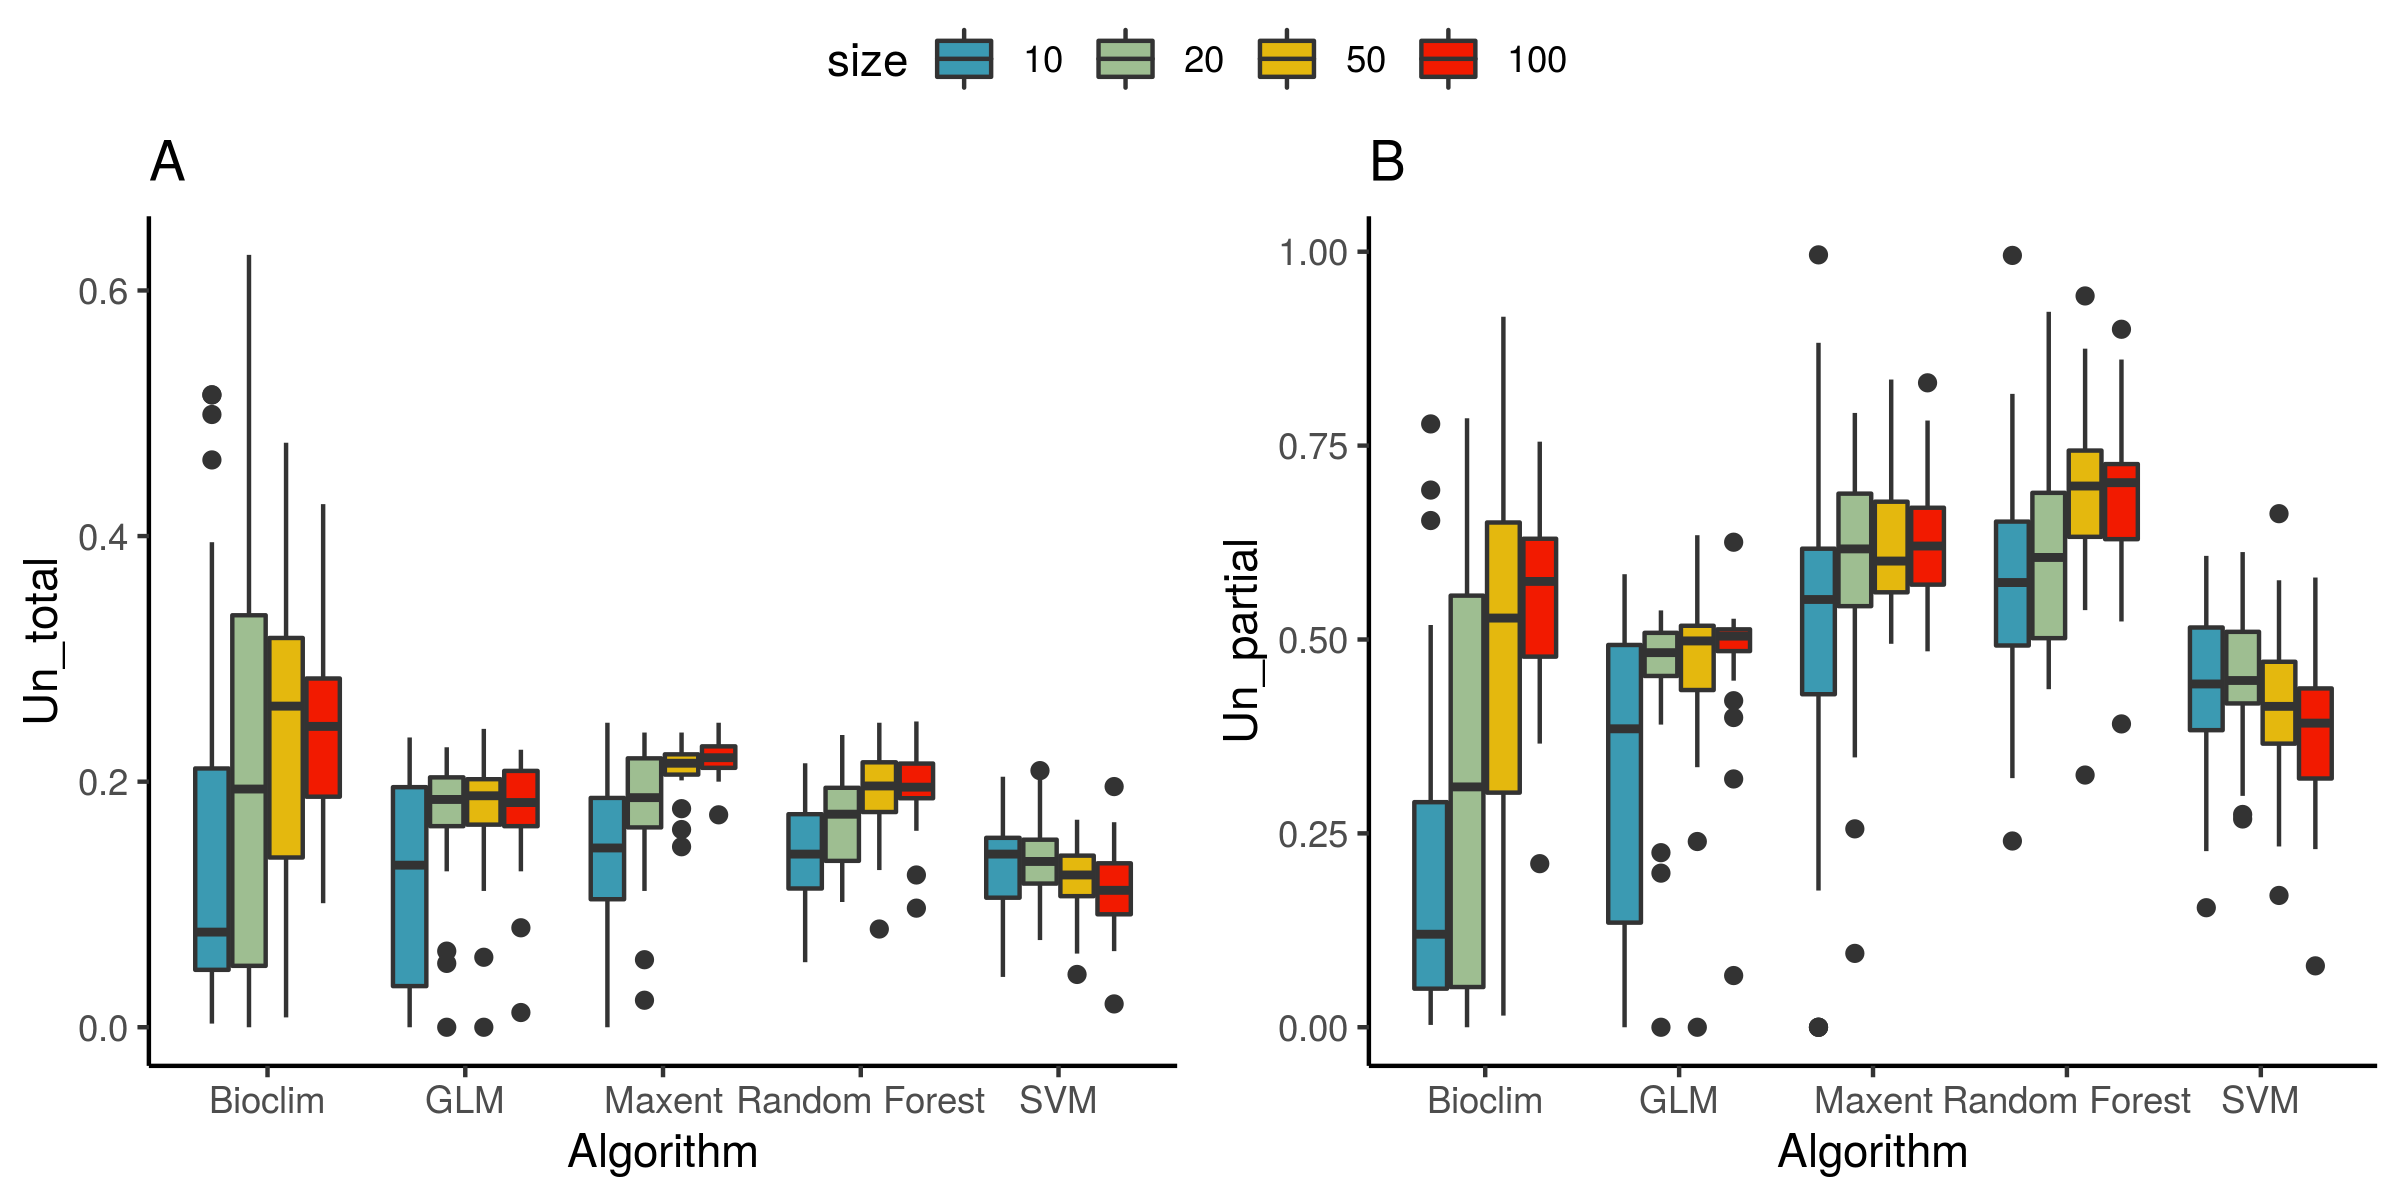 size 10 20 50 100
A
B
Un_total
0.6
0.4
0.2
0.0
Bioclim GLM Maxent Random Forest SVM
Algorithm
Un_partial
1.00
0.75
0.50
0.25
0.00
Bioclim GLM Maxent Random Forest SVM
Algorithm